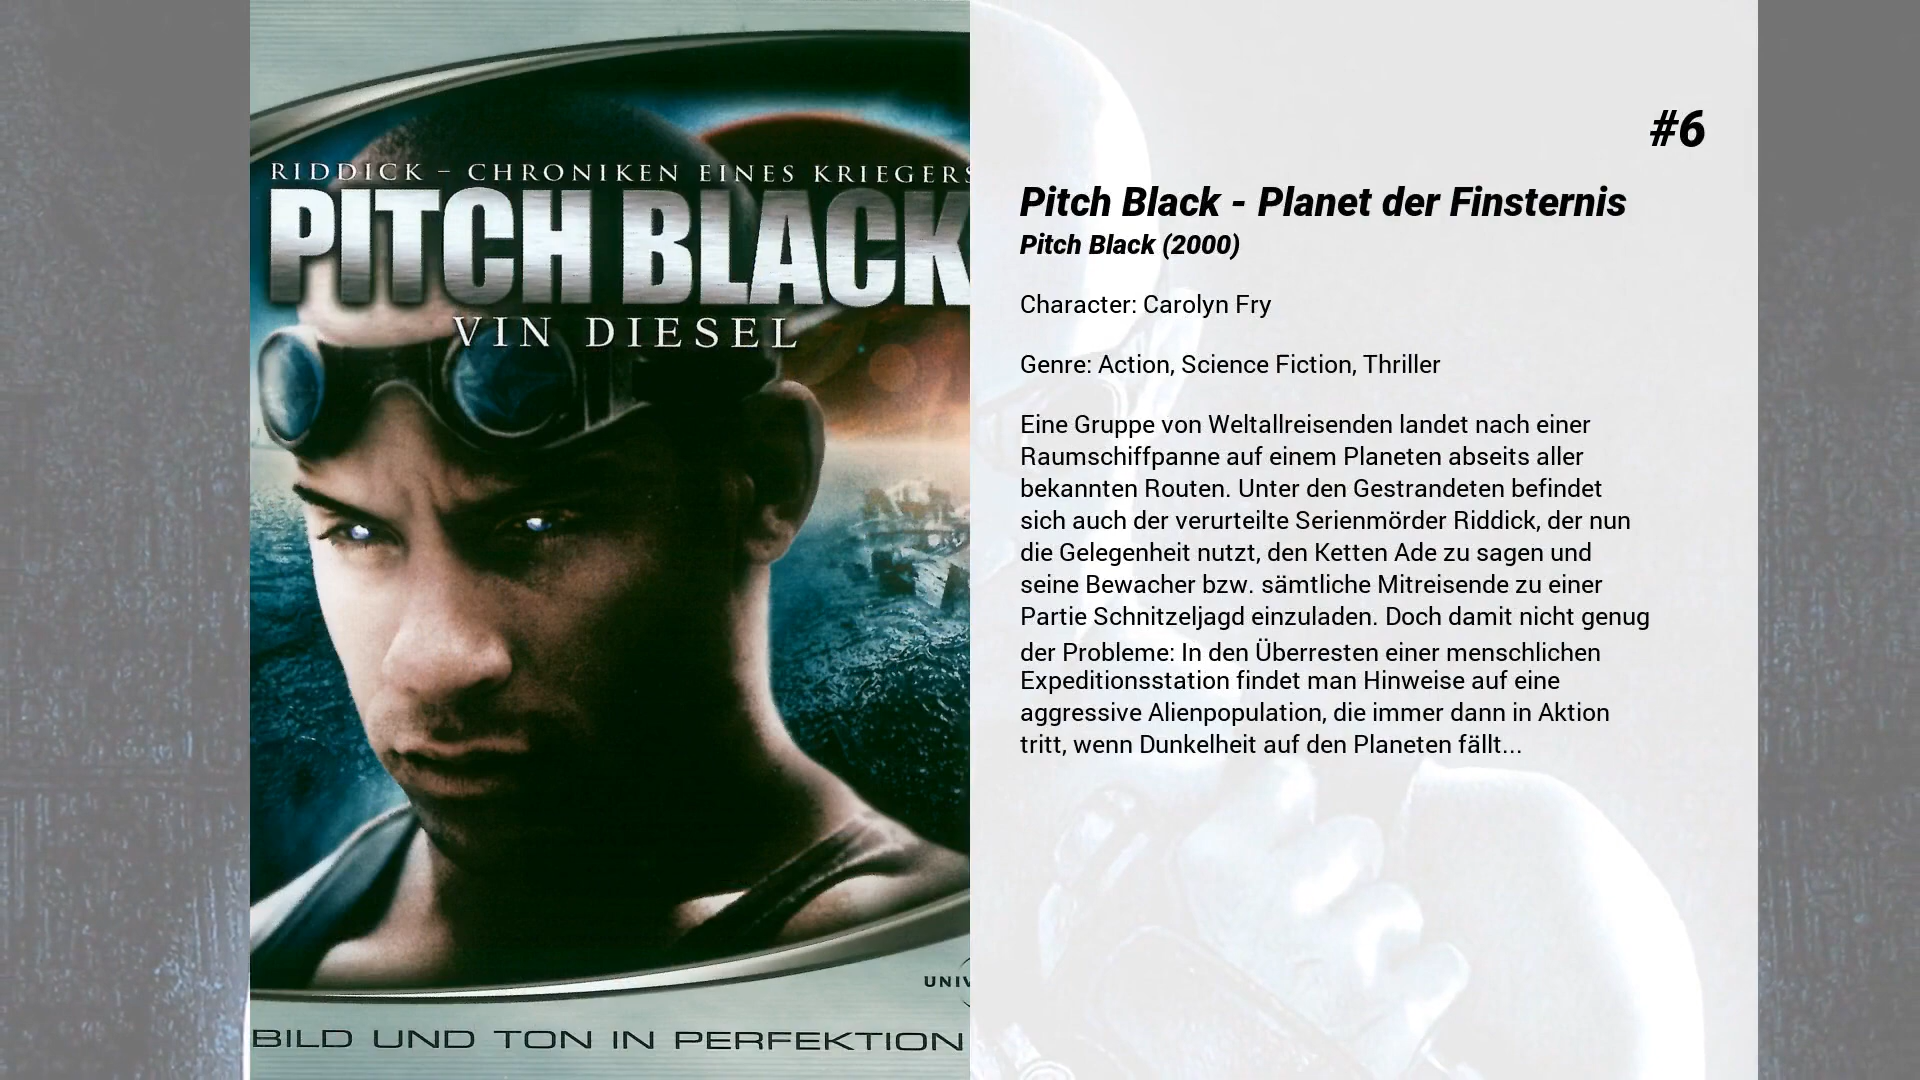 RIDDICK – CHRONIKEN EINES KRIEGERS
PITCH BLACK
VIN DIESEL
BILD UND TON IN PERFEKTION
#6
Pitch Black - Planet der Finsternis
Pitch Black (2000)
Character: Carolyn Fry
Genre: Action, Science Fiction, Thriller
Eine Gruppe von Weltallreisenden landet nach einer
Raumschiffpanne auf einem Planeten abseits aller
bekannten Routen. Unter den Gestrandeten befindet
sich auch der verurteilte Serienmörder Riddick, der nun
die Gelegenheit nutzt, den Ketten Ade zu sagen und
seine Bewacher bzw. sämtliche Mitreisende zu einer
Partie Schnitzeljagd einzuladen. Doch damit nicht genug
der Probleme: In den Überresten einer menschlichen
Expeditionsstation findet man Hinweise auf eine
aggressive Alienpopulation, die immer dann in Aktion
tritt, wenn Dunkelheit auf den Planeten fällt...